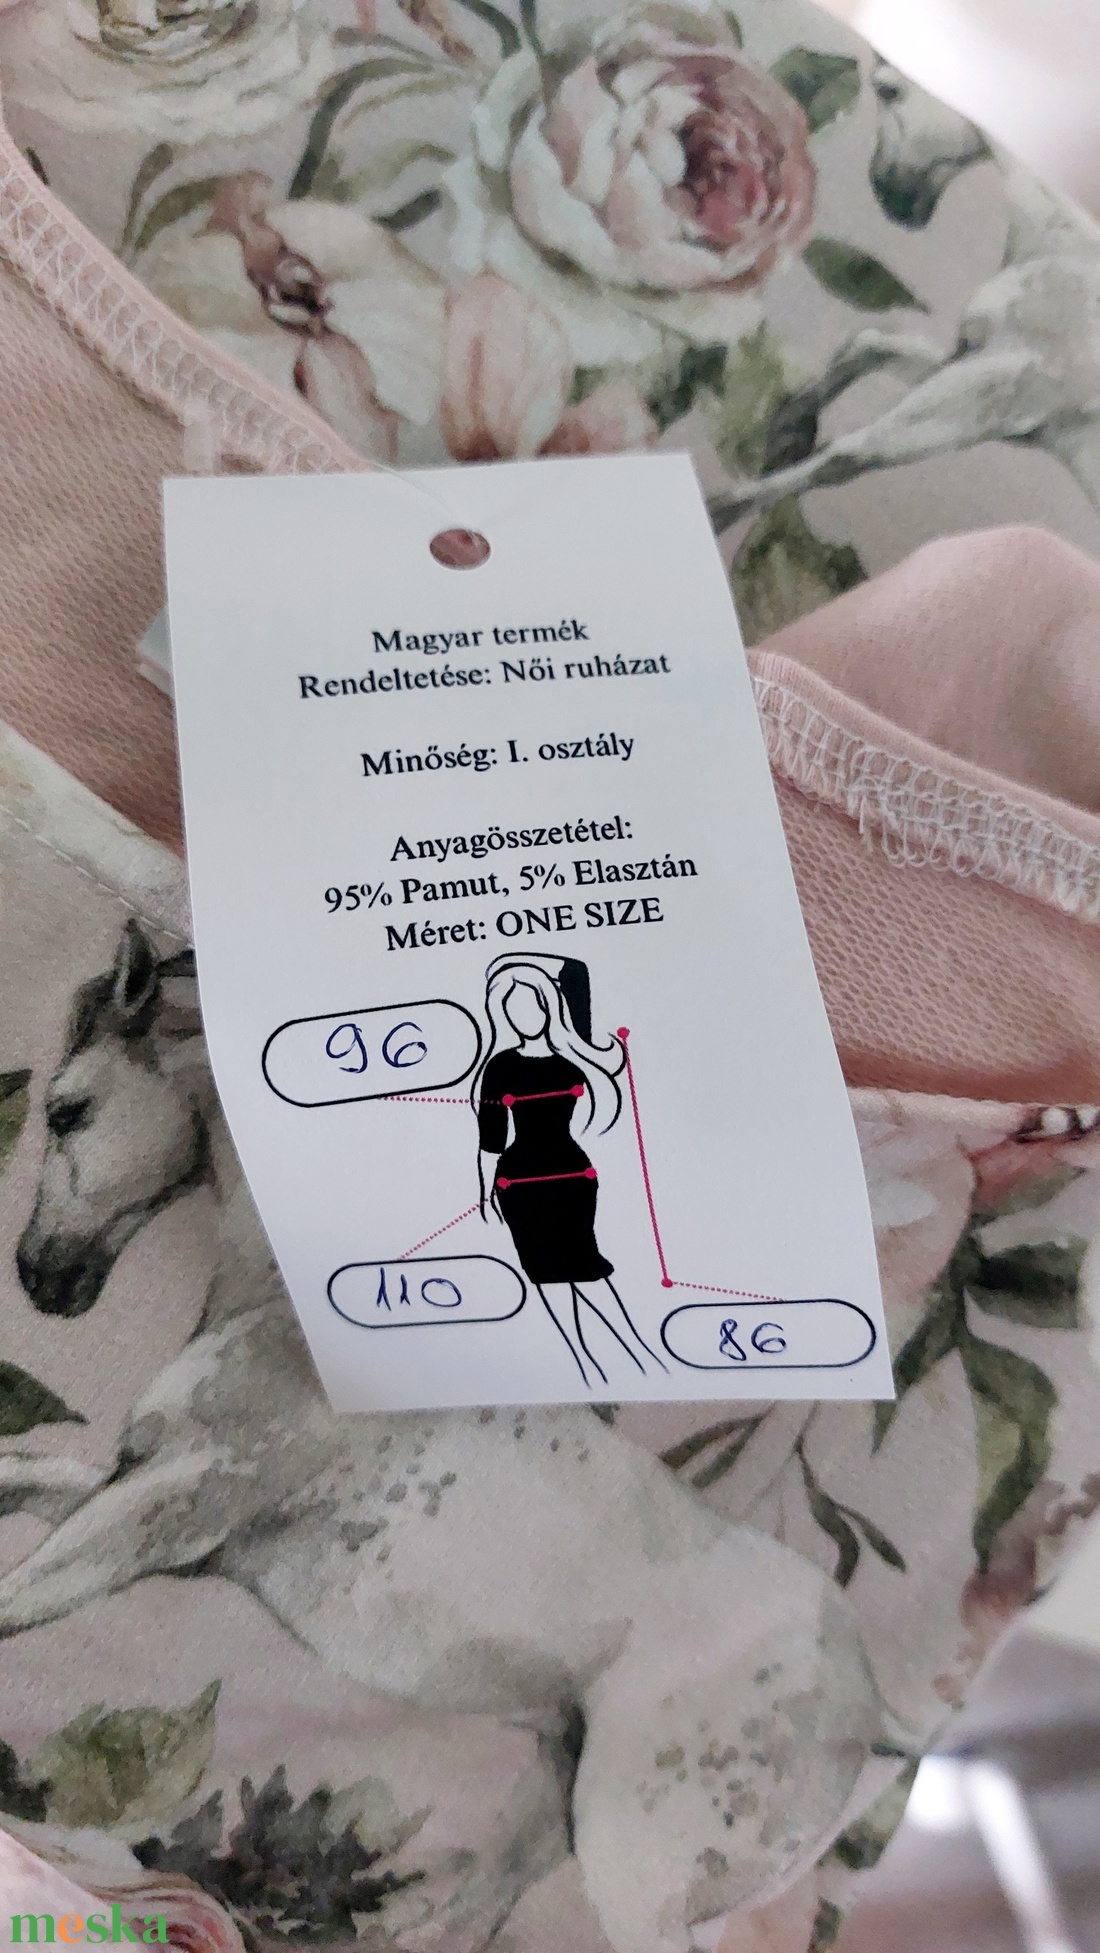 Magyar termék
Rendeltetése: Női ruházat
Minőség: I. osztály
Anyagösszetétel:
95% Pamut, 5% Elasztán
Méret: ONE SIZE
96
110
86
meska